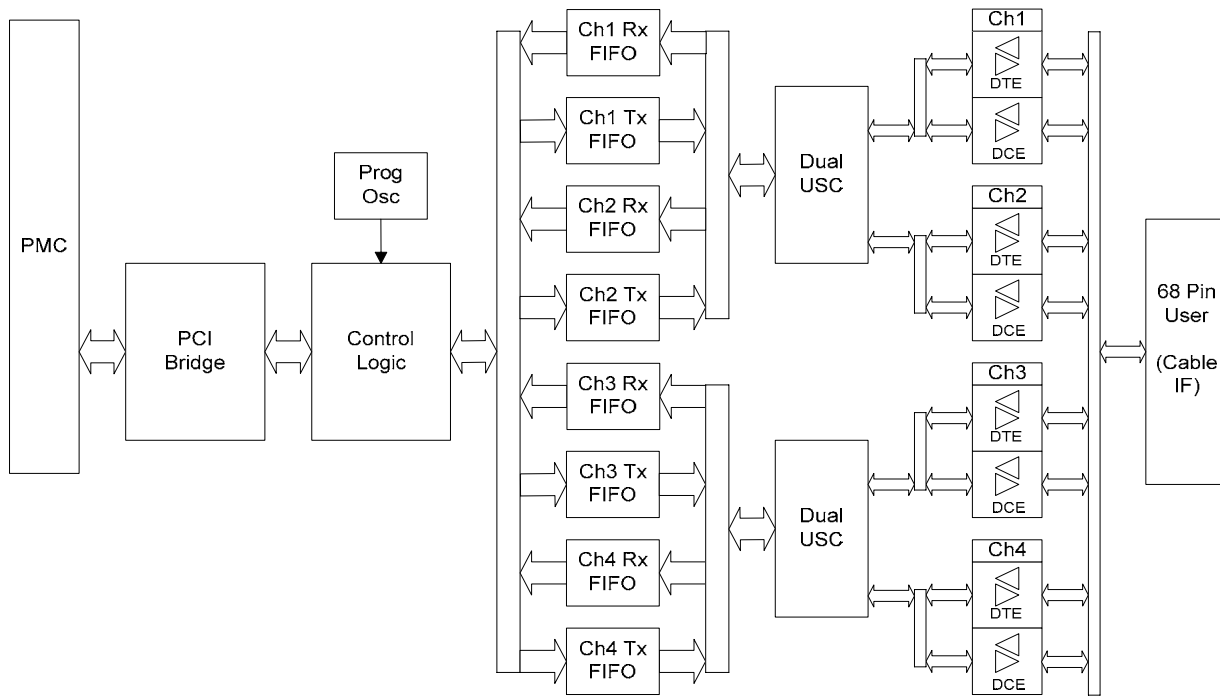 PMC
PCI
Bridge
Prog
Osc
Control
Logic
Ch1 Rx
FIFO
Ch1 Tx
FIFO
Ch2 Rx
FIFO
Ch2 Tx
FIFO
Ch3 Rx
FIFO
Ch3 Tx
FIFO
Ch4 Rx
FIFO
Ch4 Tx
FIFO
Dual
USC
Dual
USC
Ch1
DTE
DCE
Ch2
DTE
DCE
Ch3
DTE
DCE
Ch4
DTE
DCE
68 Pin
User
(Cable
IF)